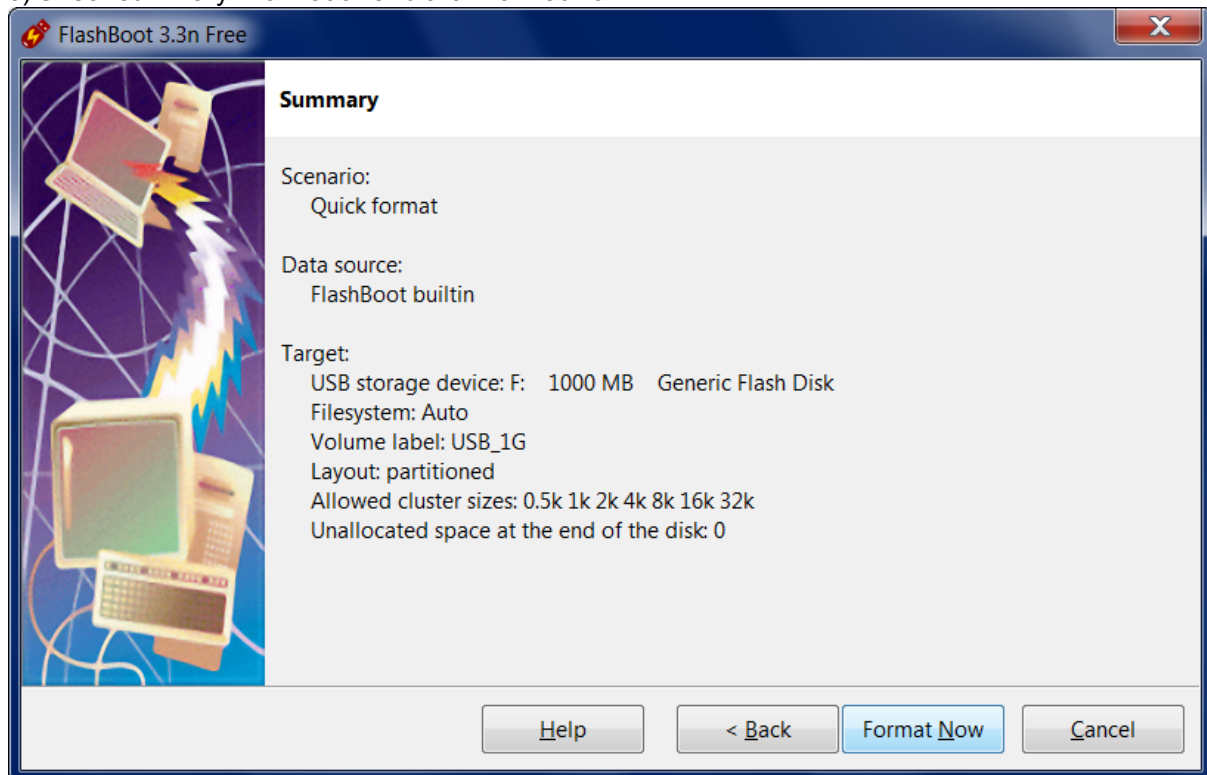 FlashBoot 3.3n Free
Summary
Scenario:
Quick format
Data source:
FlashBoot builtin
Target:
USB storage device: F: 1000 MB Generic Flash Disk
Filesystem: Auto
Volume label: USB_1G
Layout: partitioned
Allowed cluster sizes: 0.5k 1k 2k 4k 8k 16k 32k
Unallocated space at the end of the disk: 0
Help
< Back
Format Now
Cancel